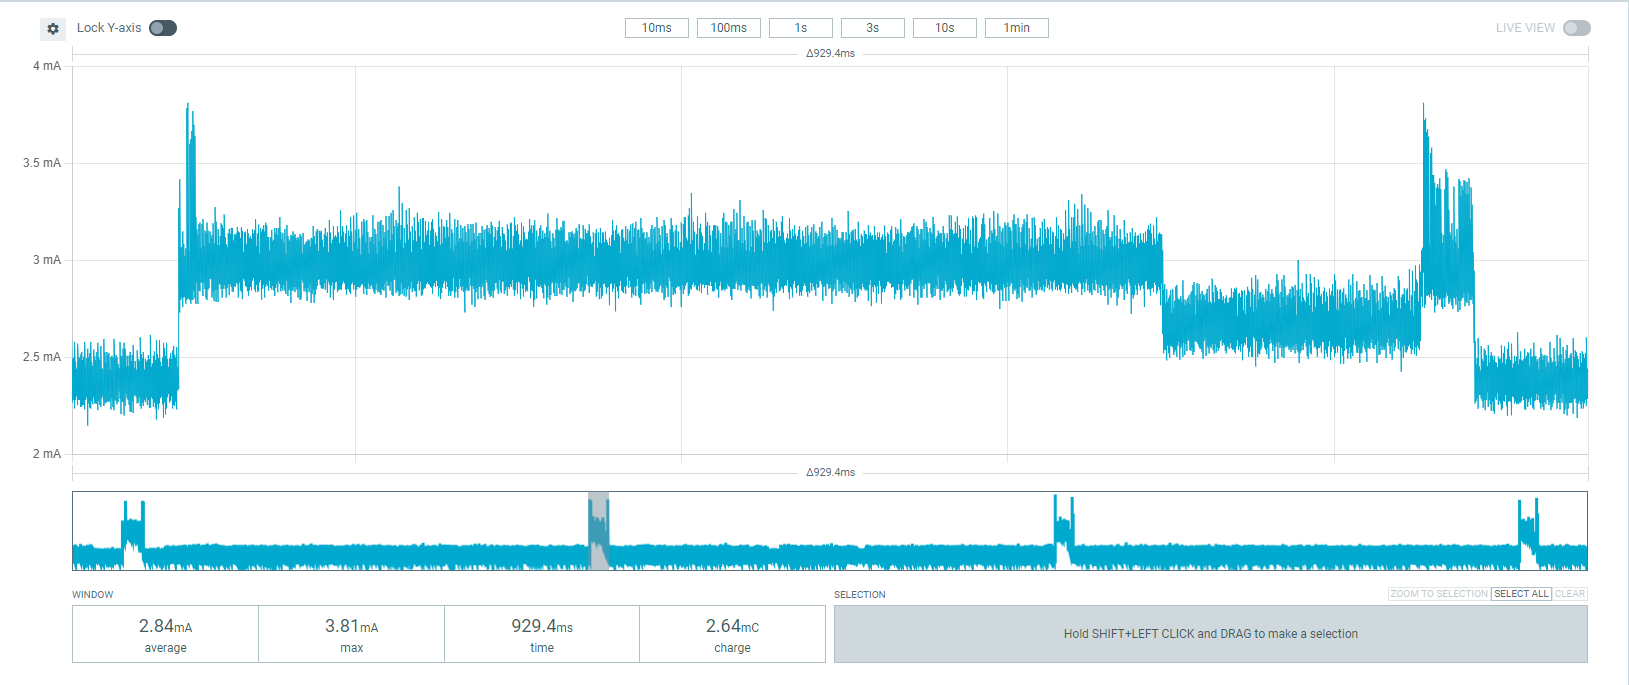 Lock Y-axis
10ms 100ms 1s 3s 10s 1min
LIVE VIEW
Δ929.4ms
4 mA
3.5 mA
3 mA
2.5 mA
2 mA
Δ929.4ms
WINDOW
2.84mA 3.81mA 929.4ms 2.64mC
average max time charge
SELECTION
ZOOM TO SELECTION SELECT ALL CLEAR
Hold SHIFT+LEFT CLICK and DRAG to make a selection